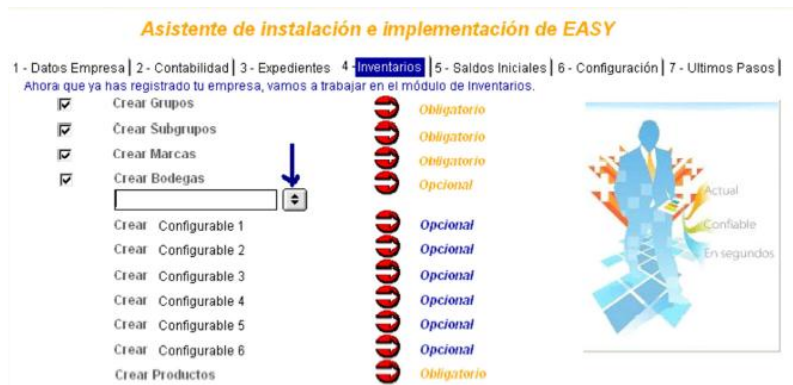 Asistente de instalación e implementación de EASY
1 - Datos Empresa | 2 - Contabilidad | 3 - Expedientes 4 - Inventarios | 5 - Saldos Iniciales | 6 - Configuración | 7 - Ultimos Pasos |
Ahora que ya has registrado tu empresa, vamos a trabajar en el módulo de Inventarios.
Crear Grupos Obligatorio
Crear Subgrupos Obligatorio
Crear Marcas Obligatorio
Crear Bodegas Opcional
Actual
Crear Configurable 1 Opcional
Confiable
Crear Configurable 2 Opcional
En segundos
Crear Configurable 3 Opcional
Crear Configurable 4 Opcional
Crear Configurable 5 Opcional
Crear Configurable 6 Opcional
Crear Productos Obligatorio